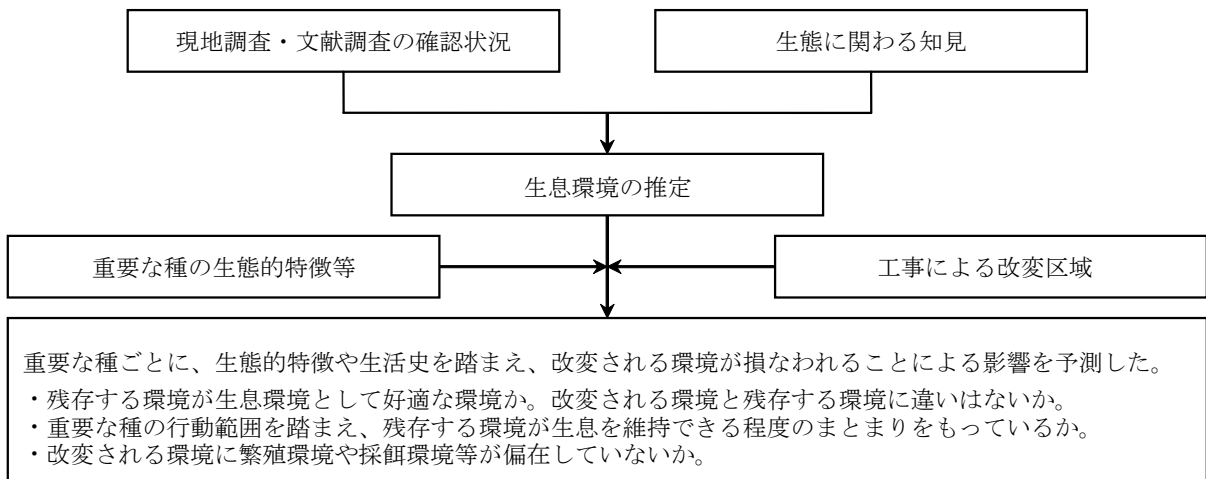 現地調査・文献調査の確認状況
生態に関わる知見
生息環境の推定
重要な種の生態的特徴等
工事による改変区域
重要な種ごとに、生態的特徴や生活史を踏まえ、改変される環境が損なわれることによる影響を予測した。
・残存する環境が生息環境として好適な環境か。改変される環境と残存する環境に違いはないか。
・重要な種の行動範囲を踏まえ、残存する環境が生息を維持できる程度のまとまりをもっているか。
・改変される環境に繁殖環境や採餌環境等が偏在していないか。